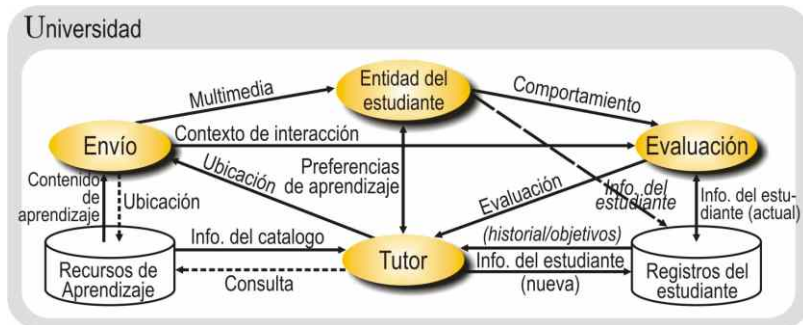 Universidad
Multimedia
Entidad del
estudiante
Comportamiento
Envío
Contexto de interacción
Evaluación
Contenido
de
aprendizaje
Ubicación
Ubicación
Preferencias
de aprendizaje
Evaluación
Info. del
estudiante
Info. del estu-
diante (actual)
Recursos de
Aprendizaje
Info. del catalogo
Consulta
Tutor
(historial/objetivos)
Info. del estudiante
(nueva)
Registros del
estudiante